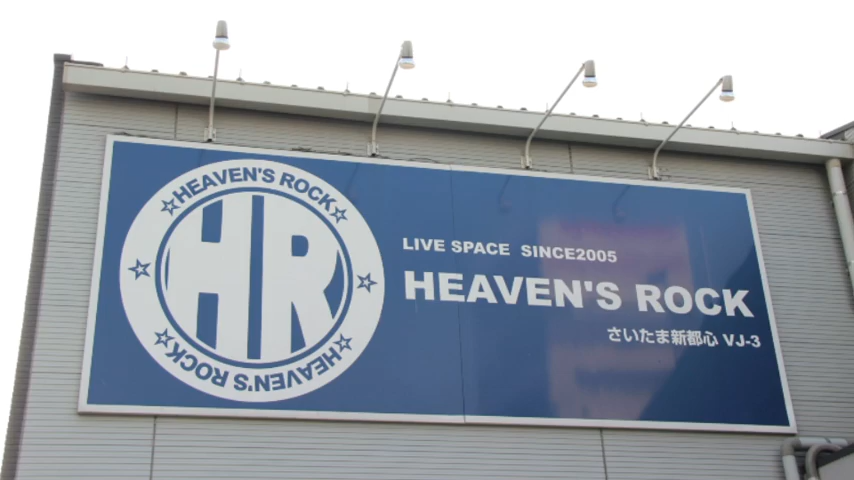 HEAVEN'S ROCK
HR
HEAVEN'S ROCK
LIVE SPACE SINCE2005
HEAVEN'S ROCK
さいたま新都心 VJ-3